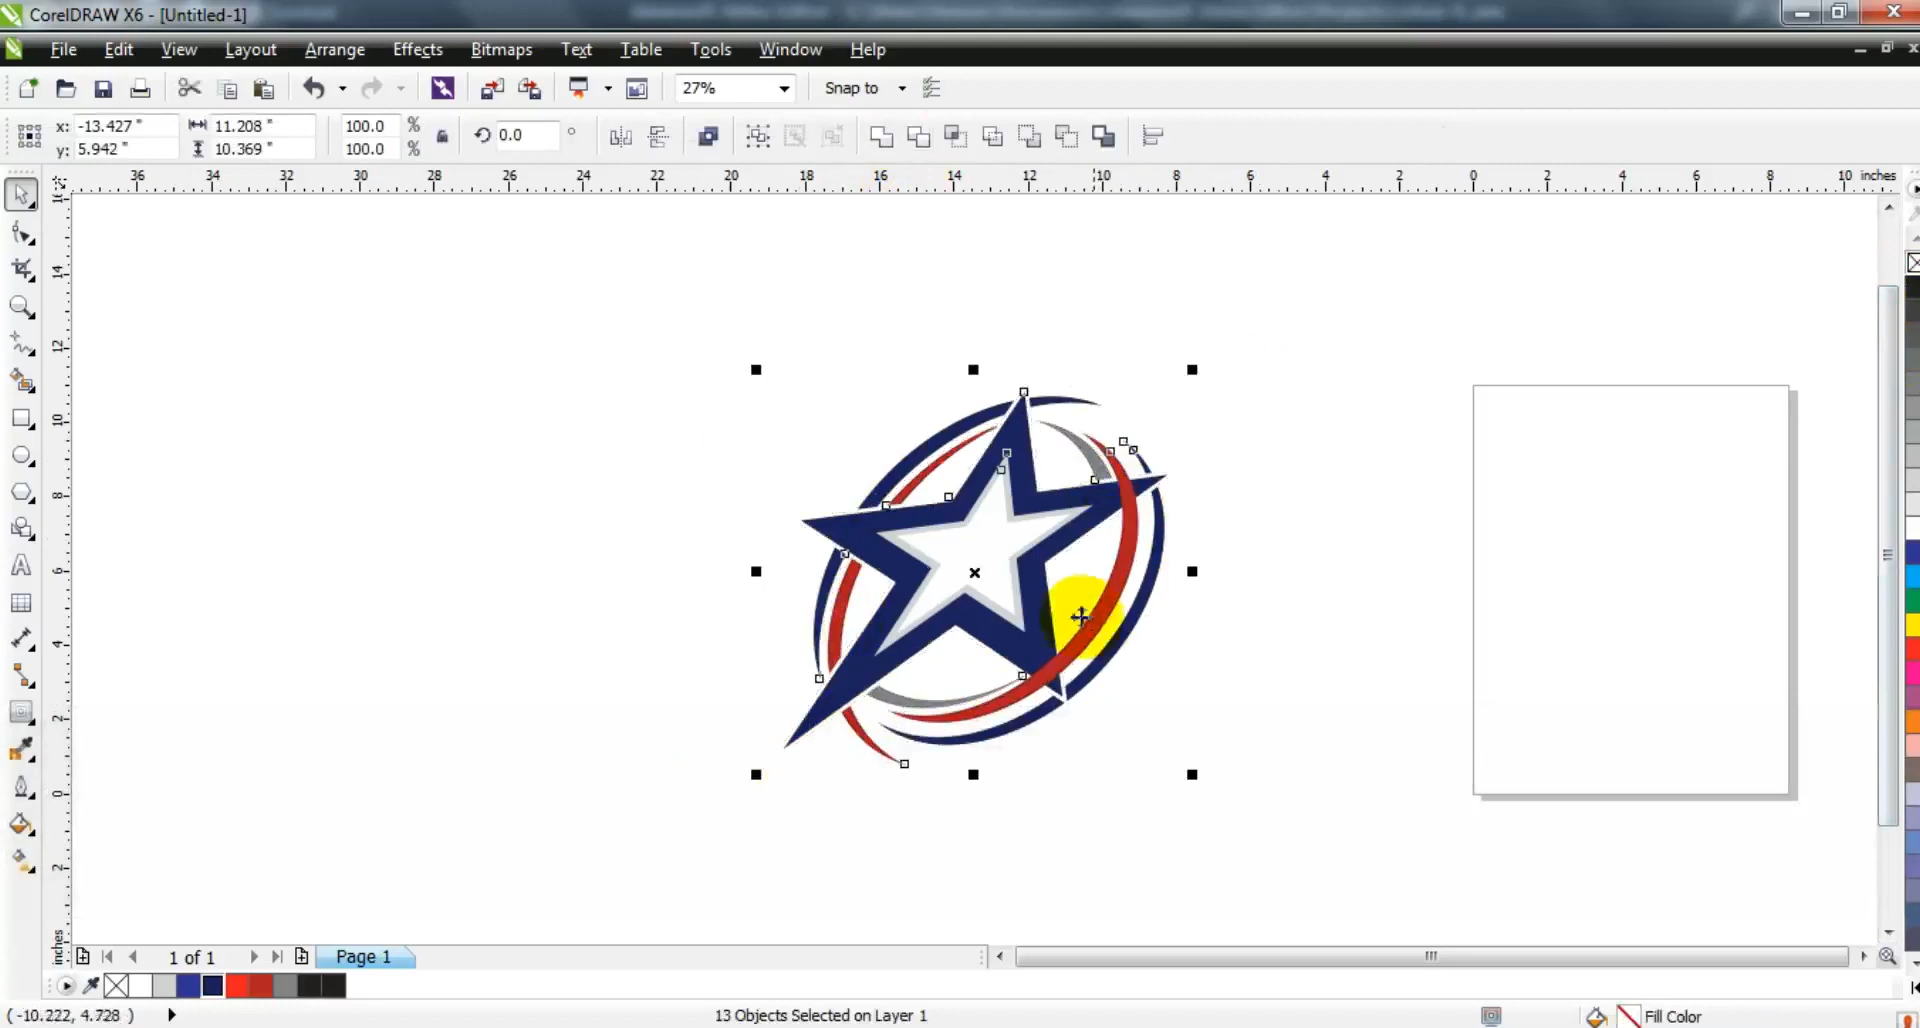 CorelDRAW X6 - [Untitled-1]
File Edit View Layout Arrange Effects Bitmaps Text Table Tools Window Help
27% Snap to
x: -13.427 " 11.208 " 100.0 % 0.0 °
y: 5.942 " 10.369 " 100.0 %
36 34 32 30 28 26 24 22 20 18 16 14 12 10 8 6 4 2 0 2 4 6 8 10 inches
14
12
10
8
6
4
2
0
2
inches
1 of 1 Page 1
( -10.222, 4.728 ) 13 Objects Selected on Layer 1 Fill Color